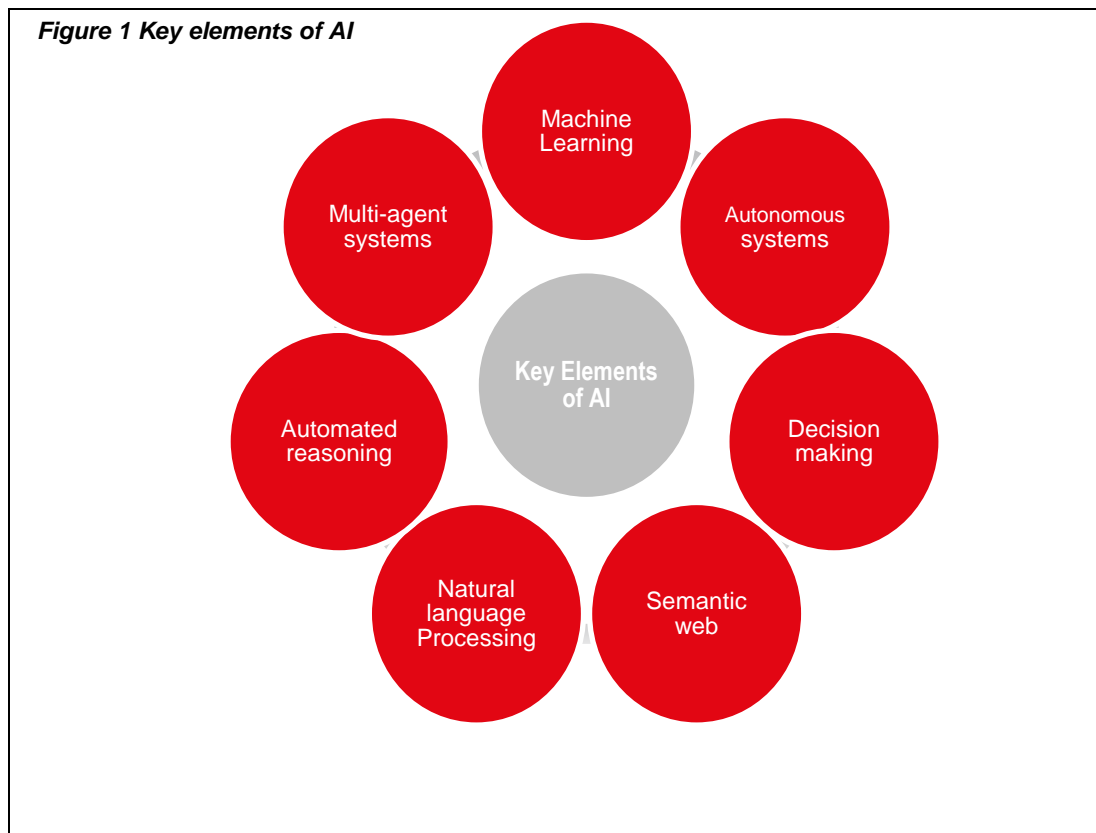 Figure 1 Key elements of AI
Machine
Learning
Multi-agent
systems
Autonomous
systems
Key Elements
of AI
Automated
reasoning
Decision
making
Natural
language
Processing
Semantic
web